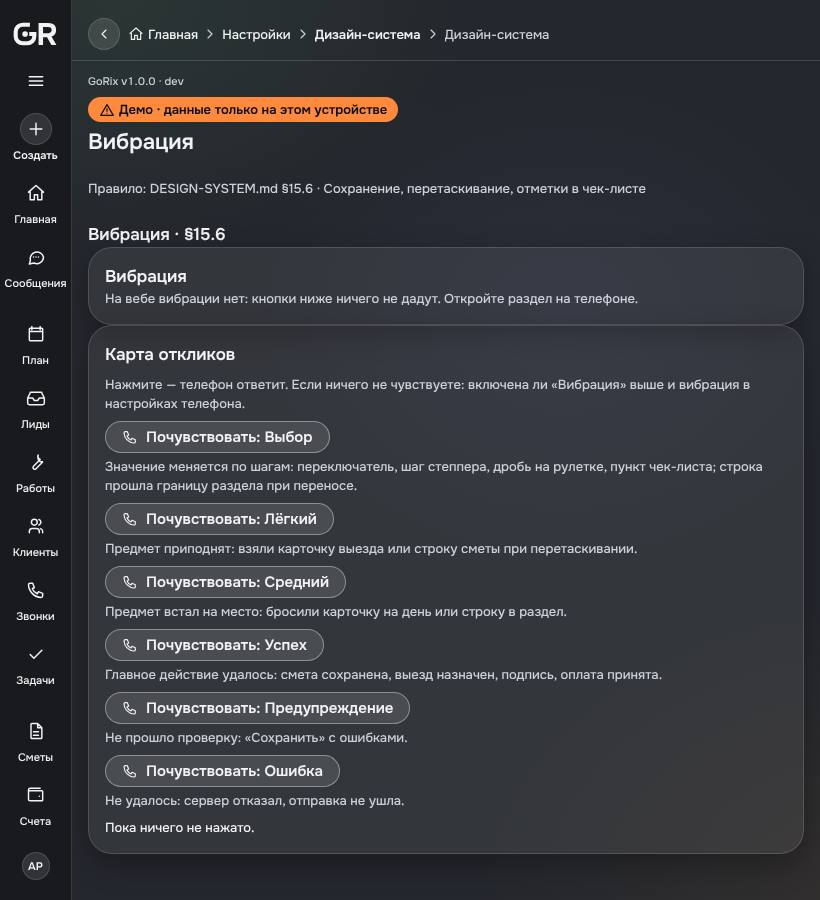 GR
Главная
Настройки
Дизайн-система
Дизайн-система
GoRix v1.0.0 · dev
Демо · данные только на этом устройстве
Вибрация
Правило: DESIGN-SYSTEM.md §15.6 · Сохранение, перетаскивание, отметки в чек-листе
Вибрация · §15.6
Вибрация
На вебе вибрации нет: кнопки ниже ничего не дадут. Откройте раздел на телефоне.
Карта откликов
Нажмите — телефон ответит. Если ничего не чувствуете: включена ли «Вибрация» выше и вибрация в
настройках телефона.
Почувствовать: Выбор
Значение меняется по шагам: переключатель, шаг степпера, дробь на рулетке, пункт чек-листа; строка
прошла границу раздела при переносе.
Почувствовать: Лёгкий
Предмет приподнят: взяли карточку выезда или строку сметы при перетаскивании.
Почувствовать: Средний
Предмет встал на место: бросили карточку на день или строку в раздел.
Почувствовать: Успех
Главное действие удалось: смета сохранена, выезд назначен, подпись, оплата принята.
Почувствовать: Предупреждение
Не прошло проверку: «Сохранить» с ошибками.
Почувствовать: Ошибка
Не удалось: сервер отказал, отправка не ушла.
Пока ничего не нажато.
Создать
Главная
Сообщения
План
Лиды
Работы
Клиенты
Звонки
Задачи
Сметы
Счета
AP